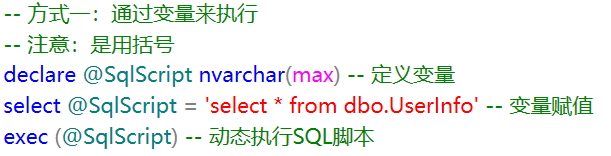 -- 方式一：通过变量来执行
-- 注意：是用括号
declare @SqlScript nvarchar(max) -- 定义变量
select @SqlScript = 'select * from dbo.UserInfo' -- 变量赋值
exec (@SqlScript) -- 动态执行SQL脚本